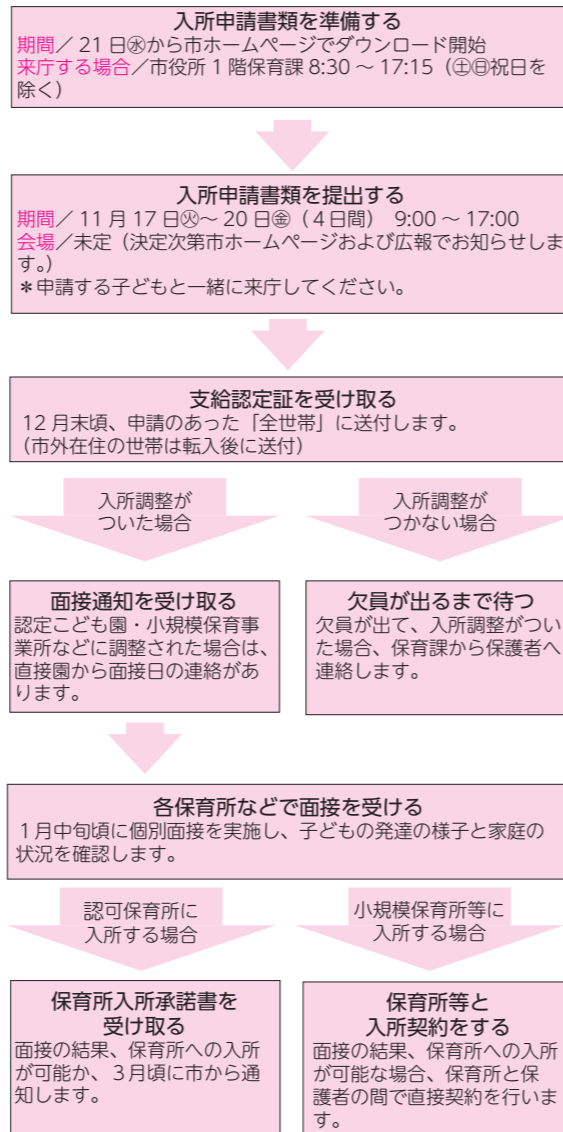 入所申請書類を準備する
期間／21日㊌から市ホームページでダウンロード開始
来庁する場合／市役所1階保育課 8:30～17:15（㊏㊐祝日を
除く）
入所申請書類を提出する
期間／11月17日㊋～20日㊎（4日間） 9:00～17:00
会場／未定（決定次第市ホームページおよび広報でお知らせしま
す。）
＊申請する子どもと一緒に来庁してください。
支給認定証を受け取る
12月末頃、申請のあった「全世帯」に送付します。
(市外在住の世帯は転入後に送付)
入所調整が
ついた場合
入所調整が
つかない場合
面接通知を受け取る
認定こども園・小規模保育事
業所などに調整された場合は、
直接園から面接日の連絡があ
ります。
欠員が出るまで待つ
欠員が出て、入所調整がつい
た場合、保育課から保護者へ
連絡します。
各保育所などで面接を受ける
1月中旬頃に個別面接を実施し、子どもの発達の様子と家庭の
状況を確認します。
認可保育所に
入所する場合
小規模保育所等に
入所する場合
保育所入所承諾書を
受け取る
面接の結果、保育所への入所
が可能か、3月頃に市から通
知します。
保育所等と
入所契約をする
面接の結果、保育所への入所
が可能な場合、保育所と保
護者の間で直接契約を行いま
す。